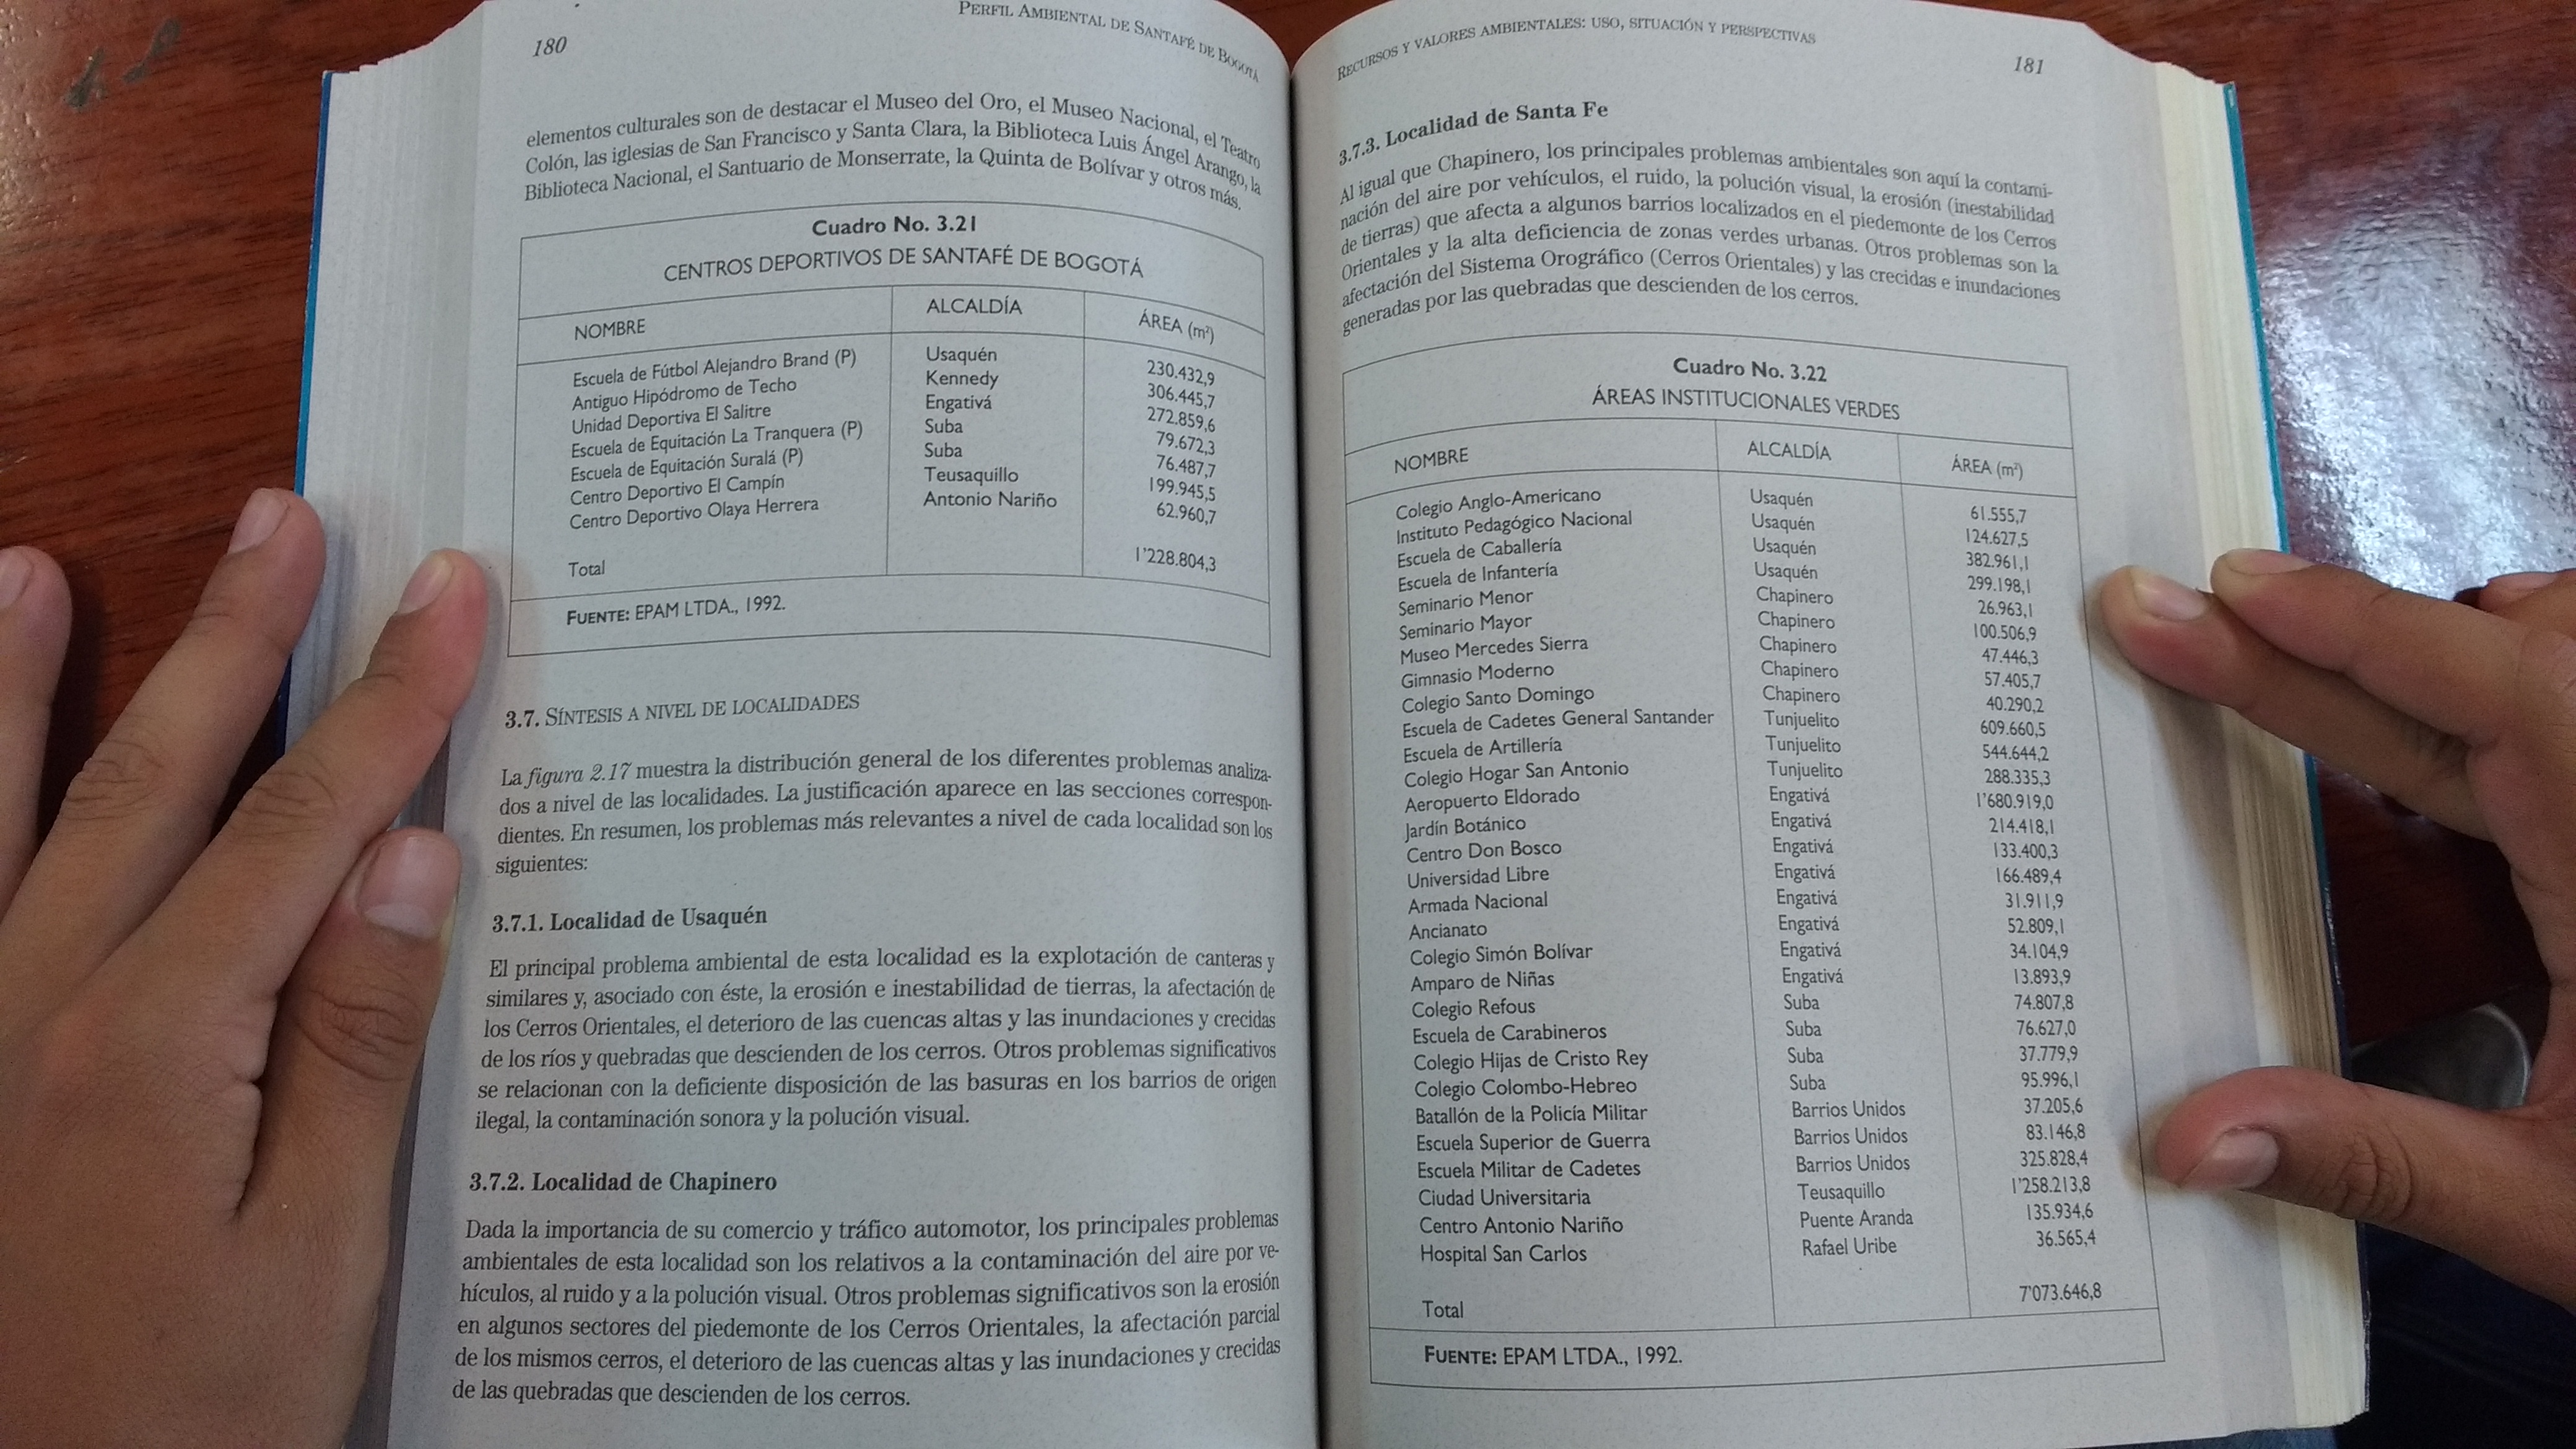 180
PERFIL AMBIENTAL DE SANTAFÉ DE BOGOTÁ
elementos culturales son de destacar el Museo del Oro, el Museo Nacional, el Teatro
Colón, las iglesias de San Francisco y Santa Clara, la Biblioteca Luis Ángel Arango, la
Biblioteca Nacional, el Santuario de Monserrate, la Quinta de Bolívar y otros más.
Cuadro No. 3.21
CENTROS DEPORTIVOS DE SANTAFÉ DE BOGOTÁ
NOMBRE ALCALDÍA ÁREA (m²)
Escuela de Fútbol Alejandro Brand (P) Usaquén 230.432,9
Antiguo Hipódromo de Techo Kennedy 306.445,7
Unidad Deportiva El Salitre Engativá 272.859,6
Escuela de Equitación La Tranquera (P) Suba 79.672,3
Escuela de Equitación Suralá (P) Suba 76.487,7
Centro Deportivo El Campín Teusaquillo 199.945,5
Centro Deportivo Olaya Herrera Antonio Nariño 62.960,7
Total 1'228.804,3
FUENTE: EPAM LTDA., 1992.
3.7. SÍNTESIS A NIVEL DE LOCALIDADES
La figura 2.17 muestra la distribución general de los diferentes problemas analiza-
dos a nivel de las localidades. La justificación aparece en las secciones correspon-
dientes. En resumen, los problemas más relevantes a nivel de cada localidad son los
siguientes:
3.7.1. Localidad de Usaquén
El principal problema ambiental de esta localidad es la explotación de canteras y
similares y, asociado con éste, la erosión e inestabilidad de tierras, la afectación de
los Cerros Orientales, el deterioro de las cuencas altas y las inundaciones y crecidas
de los ríos y quebradas que descienden de los cerros. Otros problemas significativos
se relacionan con la deficiente disposición de las basuras en los barrios de origen
ilegal, la contaminación sonora y la polución visual.
3.7.2. Localidad de Chapinero
Dada la importancia de su comercio y tráfico automotor, los principales problemas
ambientales de esta localidad son los relativos a la contaminación del aire por ve-
hículos, al ruido y a la polución visual. Otros problemas significativos son la erosión
en algunos sectores del piedemonte de los Cerros Orientales, la afectación parcial
de los mismos cerros, el deterioro de las cuencas altas y las inundaciones y crecidas
de las quebradas que descienden de los cerros.
RECURSOS Y VALORES AMBIENTALES: USO, SITUACIÓN Y PERSPECTIVAS
181
3.7.3. Localidad de Santa Fe
Al igual que Chapinero, los principales problemas ambientales son aquí la contami-
nación del aire por vehículos, el ruido, la polución visual, la erosión (inestabilidad
de tierras) que afecta a algunos barrios localizados en el piedemonte de los Cerros
Orientales y la alta deficiencia de zonas verdes urbanas. Otros problemas son la
afectación del Sistema Orográfico (Cerros Orientales) y las crecidas e inundaciones
generadas por las quebradas que descienden de los cerros.
Cuadro No. 3.22
ÁREAS INSTITUCIONALES VERDES
NOMBRE ALCALDÍA ÁREA (m²)
Colegio Anglo-Americano Usaquén 61.555,7
Instituto Pedagógico Nacional Usaquén 124.627,5
Escuela de Caballería Usaquén 382.961,1
Escuela de Infantería Usaquén 299.198,1
Seminario Menor Chapinero 26.963,1
Seminario Mayor Chapinero 100.506,9
Museo Mercedes Sierra Chapinero 47.446,3
Gimnasio Moderno Chapinero 57.405,7
Colegio Santo Domingo Chapinero 40.290,2
Escuela de Cadetes General Santander Tunjuelito 609.660,5
Escuela de Artillería Tunjuelito 544.644,2
Colegio Hogar San Antonio Tunjuelito 288.335,3
Aeropuerto Eldorado Engativá 1'680.919,0
Jardín Botánico Engativá 214.418,1
Centro Don Bosco Engativá 133.400,3
Universidad Libre Engativá 166.489,4
Armada Nacional Engativá 31.911,9
Ancianato Engativá 52.809,1
Colegio Simón Bolívar Engativá 34.104,9
Amparo de Niñas Engativá 13.893,9
Colegio Refous Suba 74.807,8
Escuela de Carabineros Suba 76.627,0
Colegio Hijas de Cristo Rey Suba 37.779,9
Colegio Colombo-Hebreo Suba 95.996,1
Batallón de la Policía Militar Barrios Unidos 37.205,6
Escuela Superior de Guerra Barrios Unidos 83.146,8
Escuela Militar de Cadetes Barrios Unidos 325.828,4
Ciudad Universitaria Teusaquillo 1'258.213,8
Centro Antonio Nariño Puente Aranda 135.934,6
Hospital San Carlos Rafael Uribe 36.565,4
Total 7'073.646,8
FUENTE: EPAM LTDA., 1992.